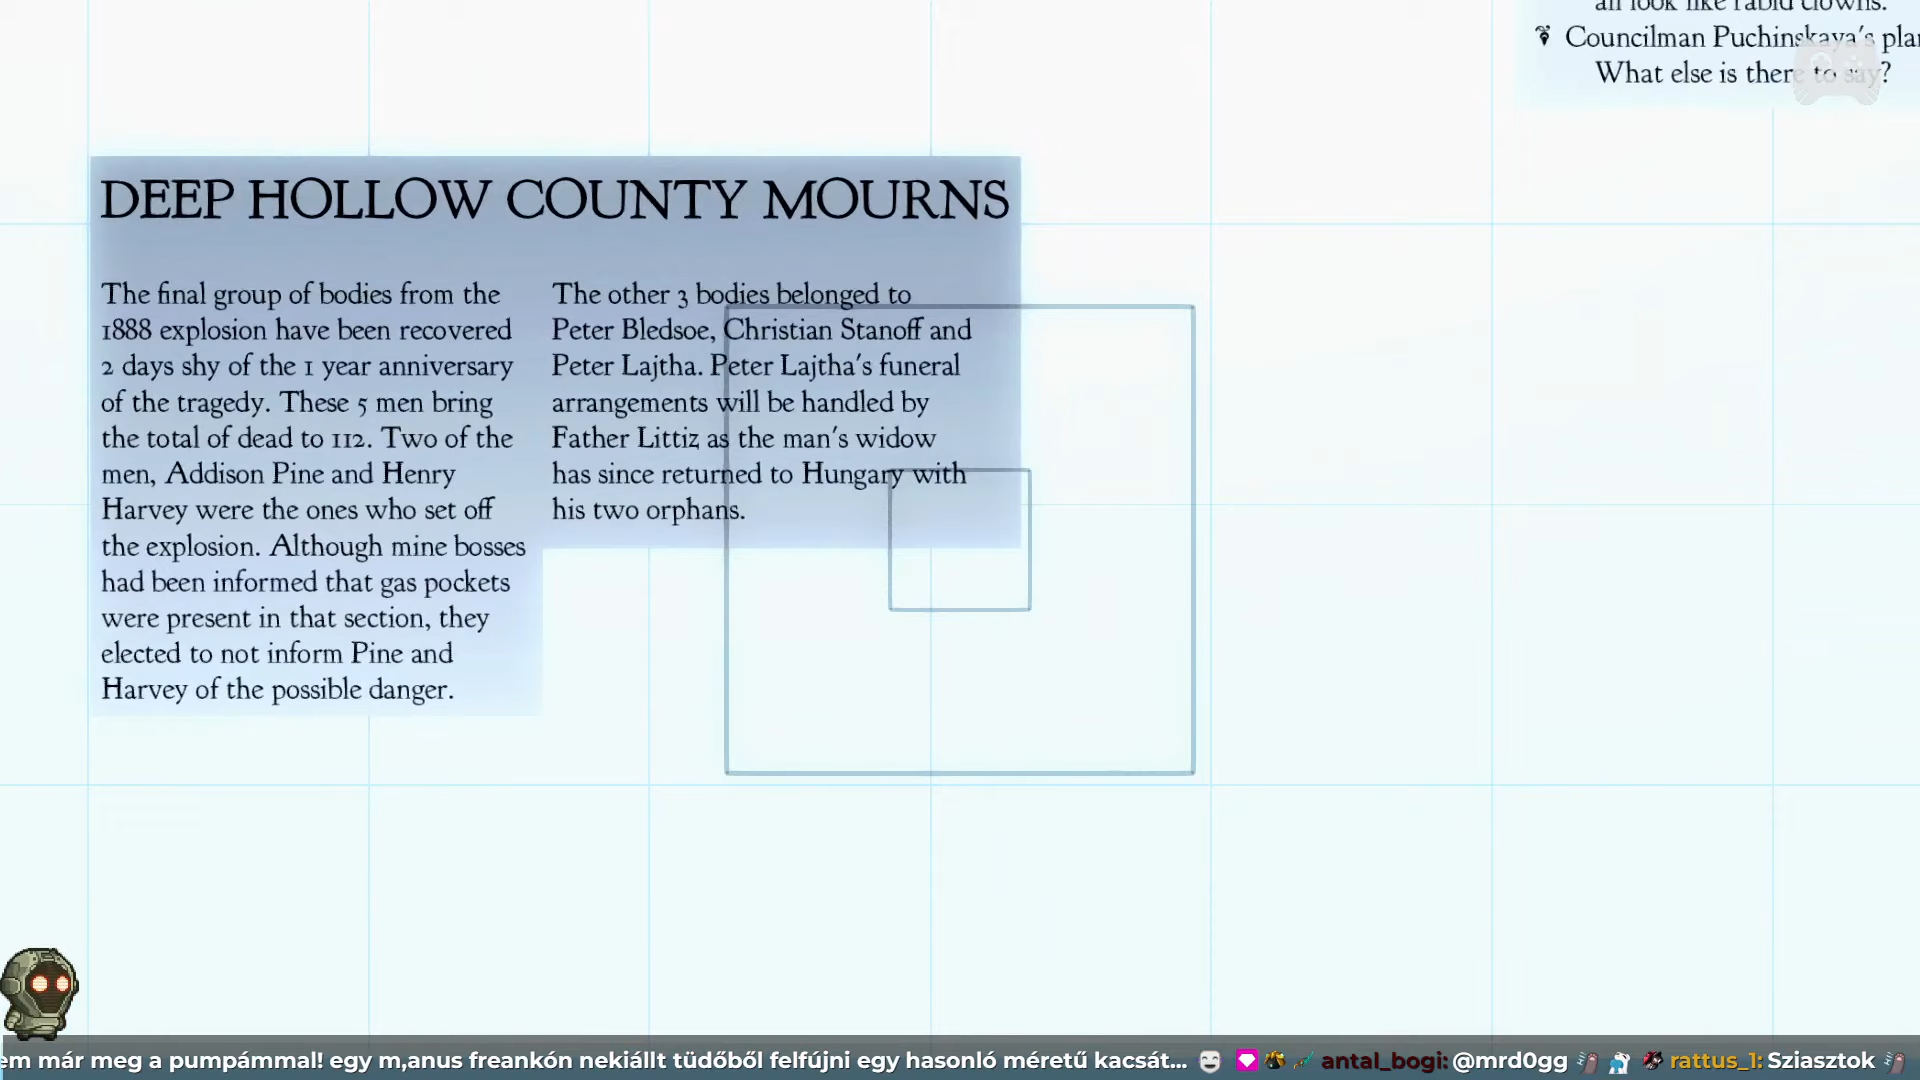 all look like rabid clowns.
Councilman Puchinskaya's
What else is there to say?
DEEP HOLLOW COUNTY MOURNS
The final group of bodies from the
1888 explosion have been recovered
2 days shy of the 1 year anniversary
of the tragedy. These 5 men bring
the total of dead to 112. Two of the
men, Addison Pine and Henry
Harvey were the ones who set off
the explosion. Although mine bosses
had been informed that gas pockets
were present in that section, they
elected to not inform Pine and
Harvey of the possible danger.
The other 3 bodies belonged to
Peter Bledsoe, Christian Stanoff and
Peter Lajtha. Peter Lajtha's funeral
arrangements will be handled by
Father Littiz as the man's widow
has since returned to Hungary with
his two orphans.
em már meg a pumpámmal! egy m,anus freankón nekiállt tüdőből felfújni egy hasonló méretű kacsát... antal_bogi: @mrd0gg rattus_1: Sziasztok